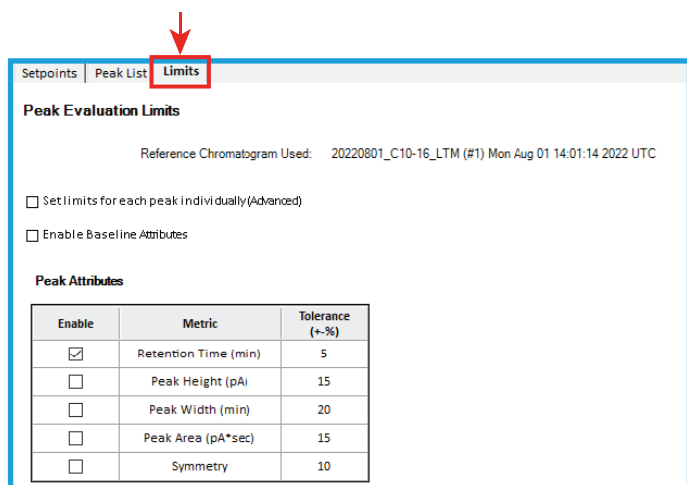 Setpoints Peak List Limits
Peak Evaluation Limits
Reference Chromatogram Used: 20220801_C10-16_LTM (#1) Mon Aug 01 14:01:14 2022 UTC
Set limits for each peak individually (Advanced)
Enable Baseline Attributes
Peak Attributes
Enable Metric Tolerance (+-%)
Retention Time (min) 5
Peak Height (pA) 15
Peak Width (min) 20
Peak Area (pA*sec) 15
Symmetry 10